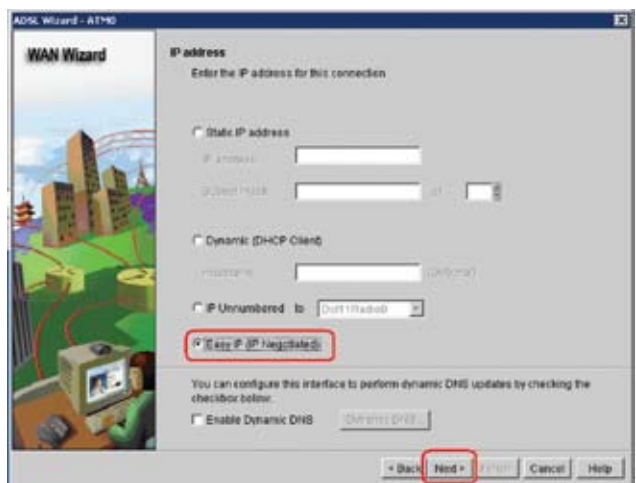 ADSL Wizard - ATM0
WAN Wizard
IP address
Enter the IP address for this connection
Static IP address
IP address:
Subnet mask:
or
Dynamic (DHCP Client)
Hostname:
(Optional)
IP Unnumbered to
Easy IP (IP Negotiated)
You can configure this interface to perform dynamic DNS updates by checking the
checkbox below.
Enable Dynamic DNS
Dynamic DNS...
< Back
Next >
Finish
Cancel
Help